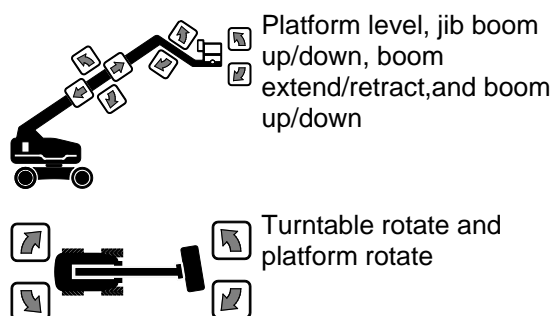 Platform level, jib boom
up/down, boom
extend/retract,and boom
up/down
Turntable rotate and
platform rotate